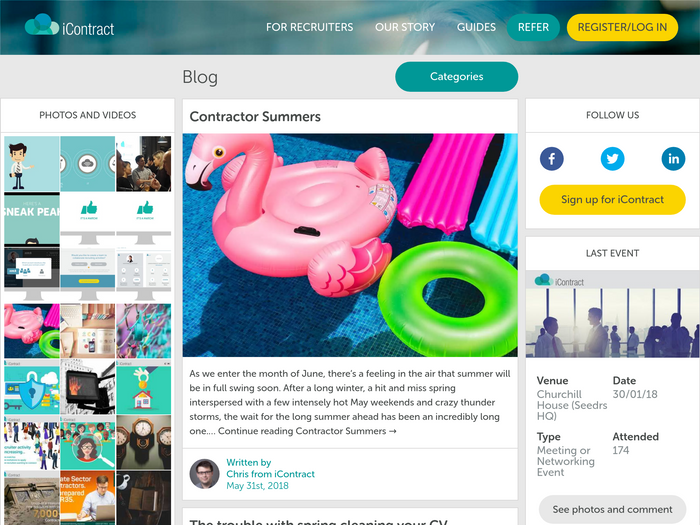 iContract
FOR RECRUITERS
OUR STORY
GUIDES
REFER
REGISTER/LOG IN
Blog
Categories
PHOTOS AND VIDEOS
SNEAK PEAK
Contractor Summers
As we enter the month of June, there's a feeling in the air that summer will
be in full swing soon. After a long winter, a hit and miss spring
interspersed with a few intensely hot May weekends and crazy thunder
storms, the wait for the long summer ahead has been an incredibly long
one.... Continue reading Contractor Summers →
Written by
Chris from iContract
May 31st, 2018
The trouble with spring cleaning your CV
FOLLOW US
Sign up for iContract
LAST EVENT
iContract
Venue
Churchill
House (Seedrs
HQ)
Date
30/01/18
Type
Meeting or
Networking
Event
Attended
174
See photos and comment